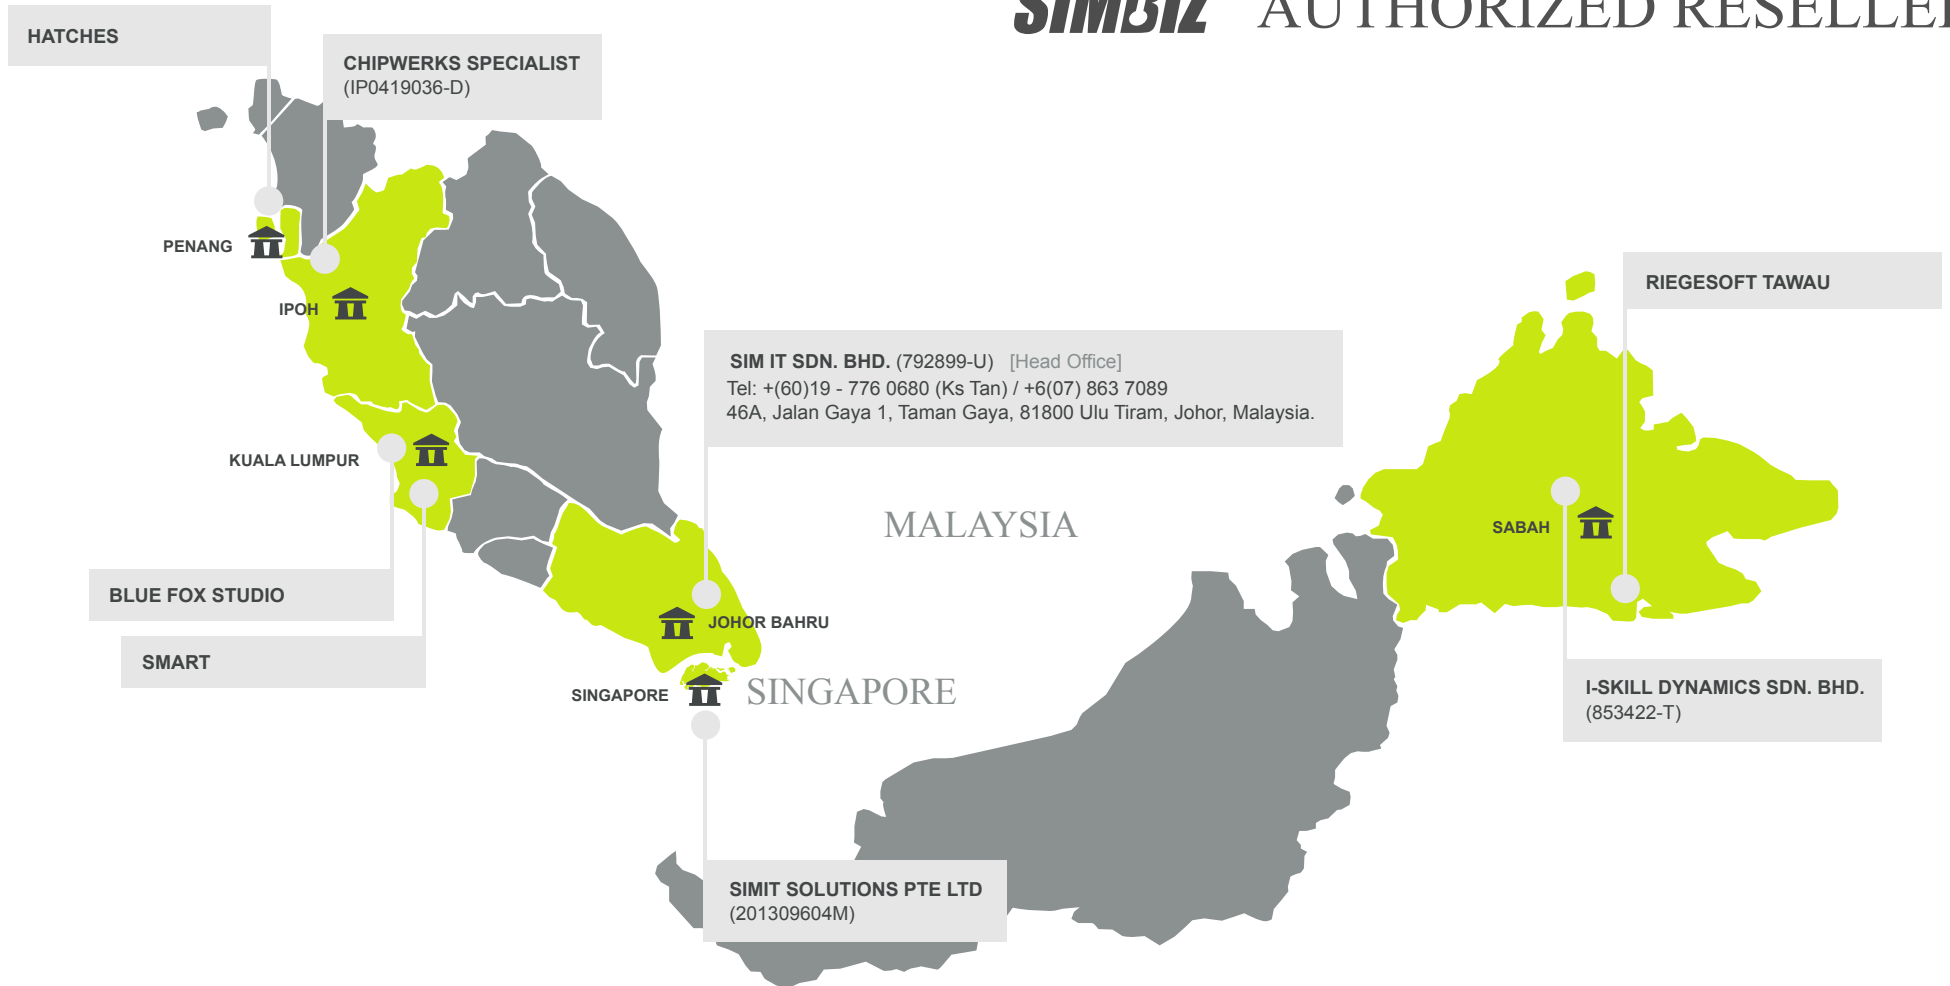 SIMBIZ AUTHORIZED RESELLER
HATCHES
CHIPWERKS SPECIALIST
(IP0419036-D)
PENANG
IPOH
RIEGESOFT TAWAU
SIM IT SDN. BHD. (792899-U) [Head Office]
Tel: +(60)19 - 776 0680 (Ks Tan) / +6(07) 863 7089
46A, Jalan Gaya 1, Taman Gaya, 81800 Ulu Tiram, Johor, Malaysia.
KUALA LUMPUR
MALAYSIA
SABAH
BLUE FOX STUDIO
JOHOR BAHRU
SMART
SINGAPORE
SINGAPORE
I-SKILL DYNAMICS SDN. BHD.
(853422-T)
SIMIT SOLUTIONS PTE LTD
(201309604M)